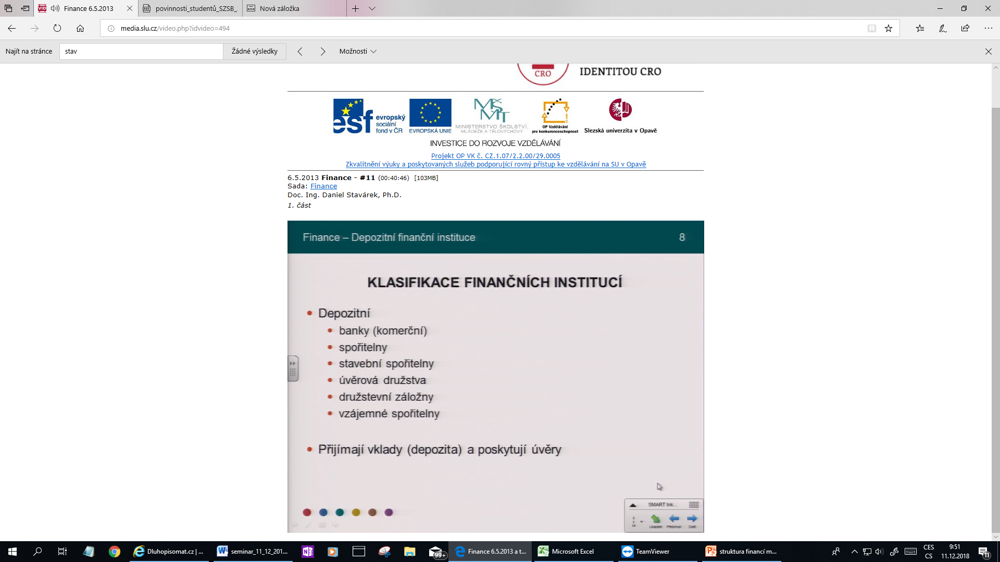 Finance 6.5.2013
povinnosti_studentů_SZSB_
Nová záložka
media.slu.cz/video.php?idvideo=494
Najít na stránce
stav
Žádné výsledky
Možnosti
CRO
IDENTITOU CRO
esf evropský sociální fond v ČR
EVROPSKÁ UNIE
MŠMT
MINISTERSTVO ŠKOLSTVÍ,
MLÁDEŽE A TĚLOVÝCHOVY
OP Vzdělávání
pro konkurenceschopnost
Slezská univerzita v Opavě
INVESTICE DO ROZVOJE VZDĚLÁVÁNÍ
Projekt OP VK č. CZ.1.07/2.2.00/29.0005
Zkvalitnění výuky a poskytovaných služeb podporující rovný přístup ke vzdělávání na SU v Opavě
6.5.2013 Finance - #11 (00:40:46) [103MB]
Sada: Finance
Doc. Ing. Daniel Stavárek, Ph.D.
1. část
Finance – Depozitní finanční instituce 8
KLASIFIKACE FINANČNÍCH INSTITUCÍ
• Depozitní
• banky (komerční)
• spořitelny
• stavební spořitelny
• úvěrová družstva
• družstevní záložny
• vzájemné spořitelny
• Přijímají vklady (depozita) a poskytují úvěry
SMART Ink...
8
z
49
Ukazatel
Předchozí
Další
Dluhopisomat.cz | ...
seminar_11_12_201...
99+
Finance 6.5.2013 a t...
Microsoft Excel
TeamViewer
struktura financí m...
CES
CS
9:51
11.12.2018
11